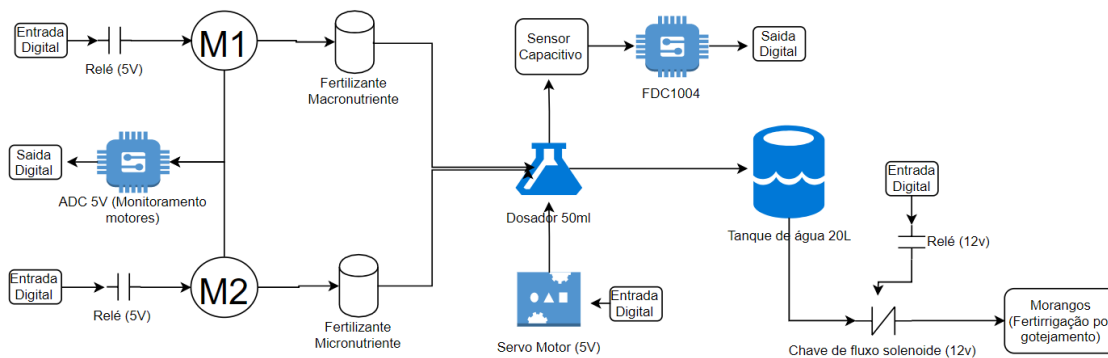 Entrada
Digital
Relé (5V)
M1
Fertilizante
Macronutriente
Sensor
Capacitivo
FDC1004
Saida
Digital
Saida
Digital
ADC 5V (Monitoramento
motores)
Dosador 50ml
Tanque de água 20L
Entrada
Digital
Relé (12v)
Entrada
Digital
Relé (5V)
M2
Fertilizante
Micronutriente
Servo Motor (5V)
Entrada
Digital
Chave de fluxo solenoide (12v)
Morangos
(Fertirrigação po
gotejamento)